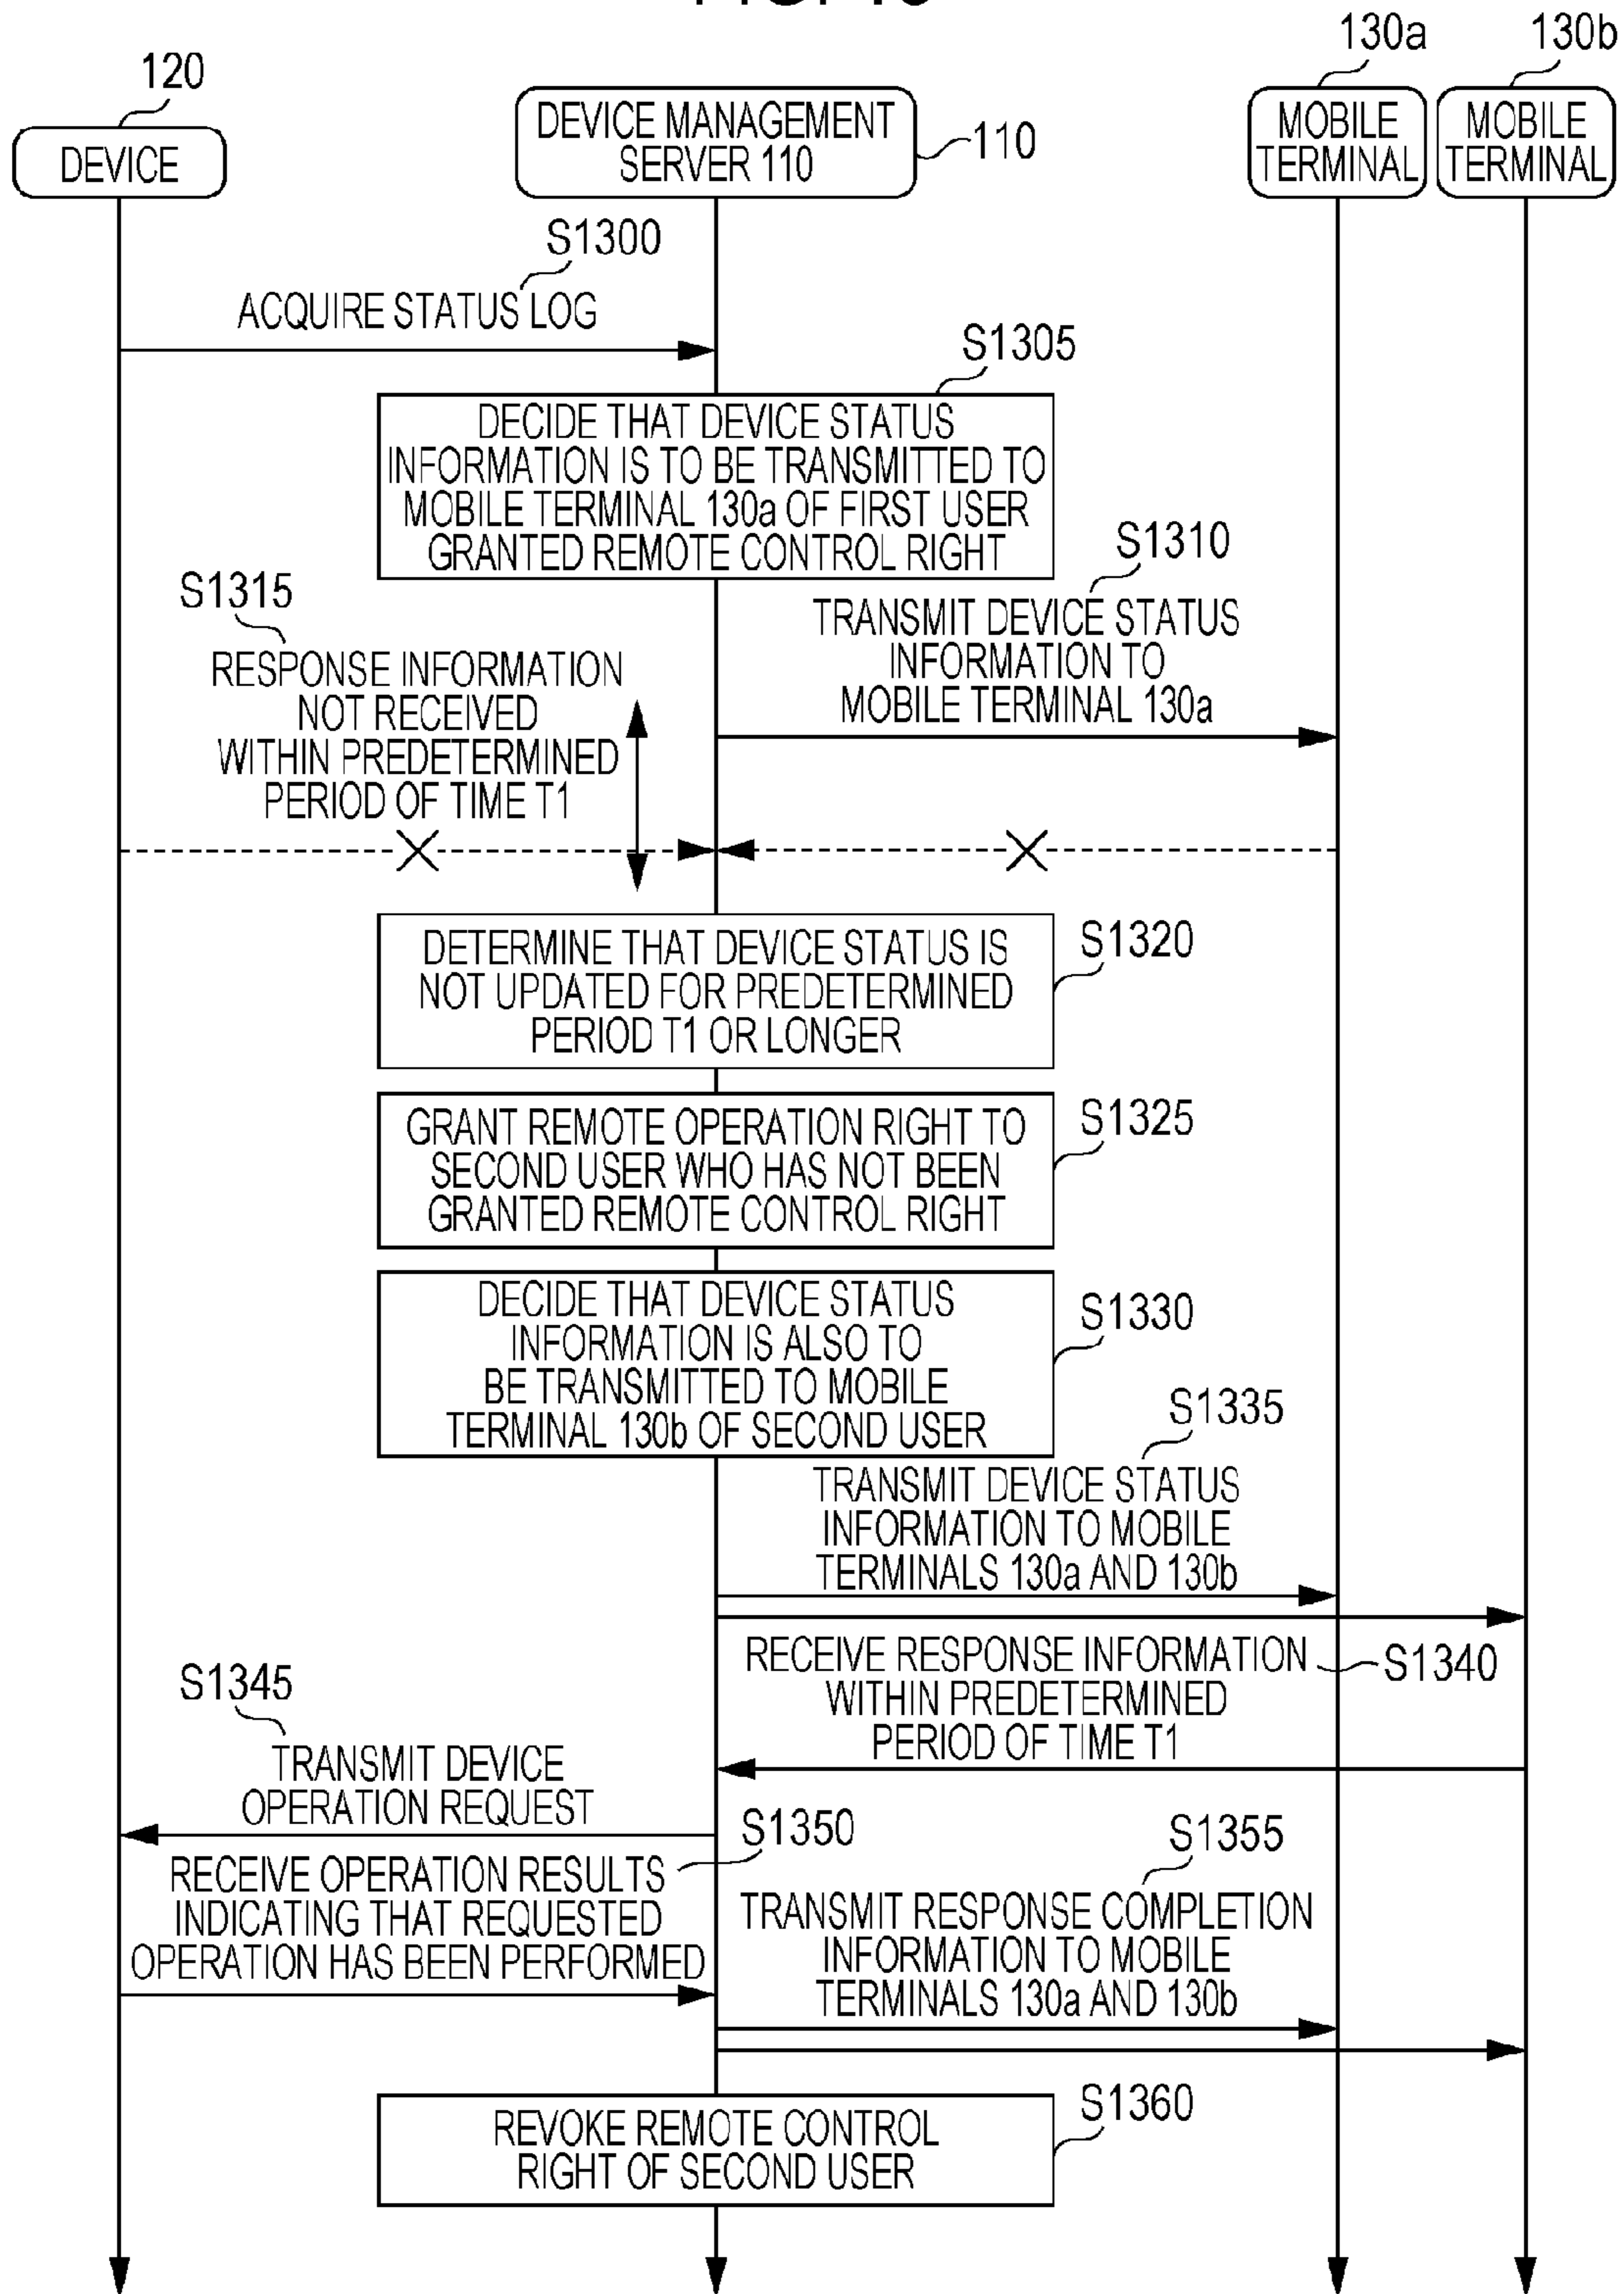 130a
130b
120
DEVICE
DEVICE MANAGEMENT
SERVER 110
110
MOBILE
TERMINAL
MOBILE
TERMINAL
S1300
ACQUIRE STATUS LOG
S1305
DECIDE THAT DEVICE STATUS
INFORMATION IS TO BE TRANSMITTED TO
MOBILE TERMINAL 130a OF FIRST USER
GRANTED REMOTE CONTROL RIGHT
S1310
TRANSMIT DEVICE STATUS
INFORMATION TO
MOBILE TERMINAL 130a
S1315
RESPONSE INFORMATION
NOT RECEIVED
WITHIN PREDETERMINED
PERIOD OF TIME T1
DETERMINE THAT DEVICE STATUS IS
NOT UPDATED FOR PREDETERMINED
PERIOD T1 OR LONGER
S1320
GRANT REMOTE OPERATION RIGHT TO
SECOND USER WHO HAS NOT BEEN
GRANTED REMOTE CONTROL RIGHT
S1325
DECIDE THAT DEVICE STATUS
INFORMATION IS ALSO TO
BE TRANSMITTED TO MOBILE
TERMINAL 130b OF SECOND USER
S1330
S1335
TRANSMIT DEVICE STATUS
INFORMATION TO MOBILE
TERMINALS 130a AND 130b
RECEIVE RESPONSE INFORMATION
WITHIN PREDETERMINED
PERIOD OF TIME T1
S1340
S1345
TRANSMIT DEVICE
OPERATION REQUEST
S1350
RECEIVE OPERATION RESULTS
INDICATING THAT REQUESTED
OPERATION HAS BEEN PERFORMED
S1355
TRANSMIT RESPONSE COMPLETION
INFORMATION TO MOBILE
TERMINALS 130a AND 130b
REVOKE REMOTE CONTROL
RIGHT OF SECOND USER
S1360